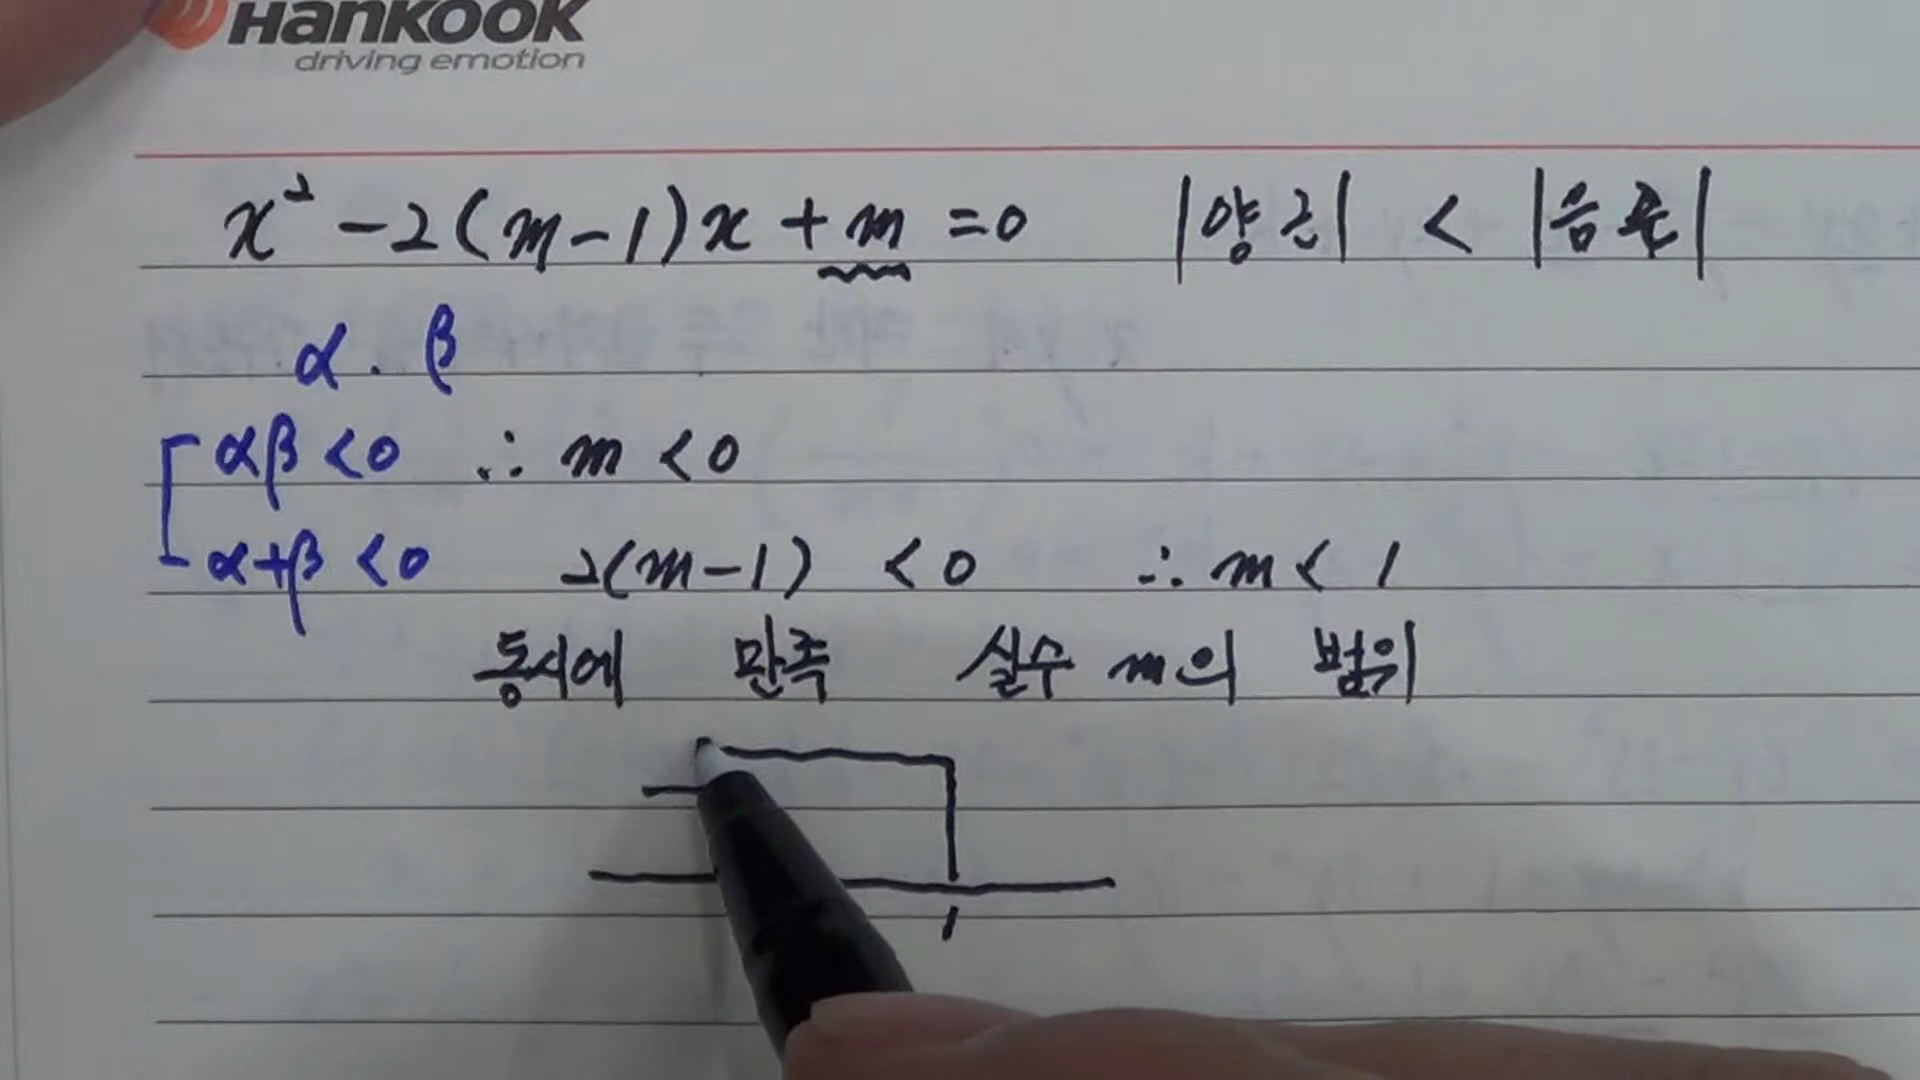 HANKOOK
driving emotion
x² - 2(m-1)x + m = 0 |양근| < |음근|
α . β
αβ < 0 ∴ m < 0
α+β < 0 2(m-1) < 0 ∴ m < 1
동시에 만족 실수 m의 범위
1